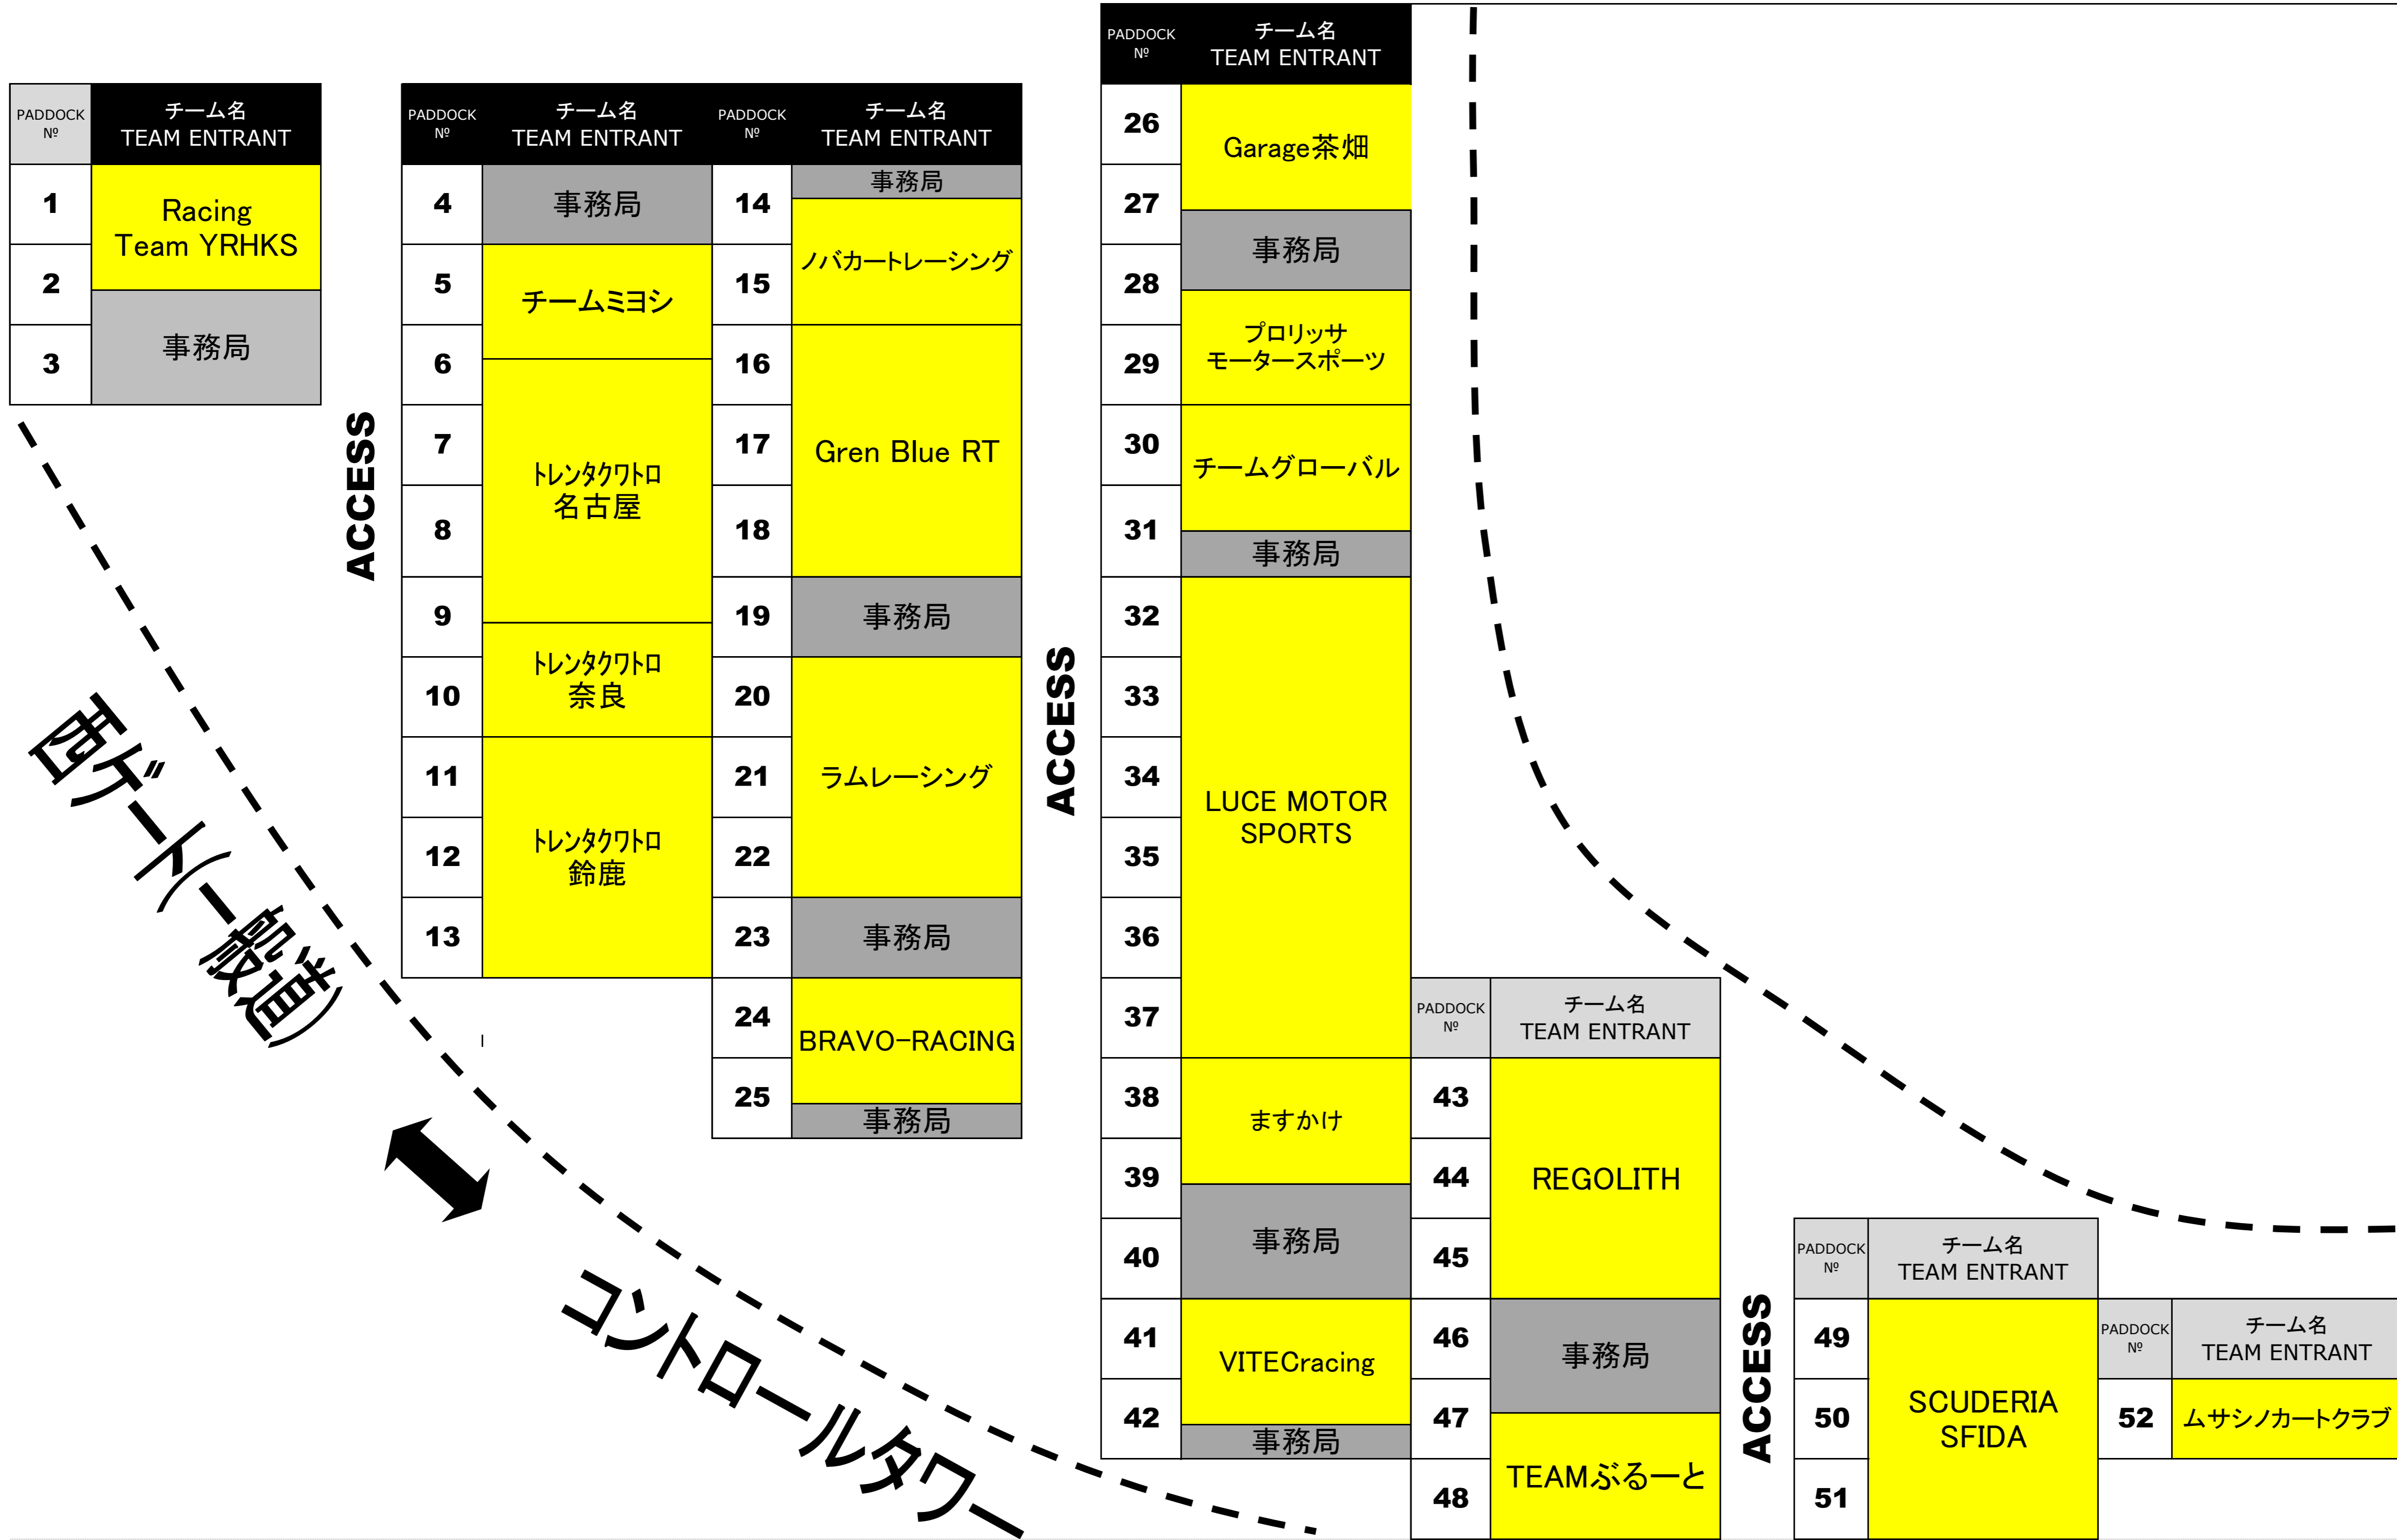 PADDOCK
Nº
チーム名
TEAM ENTRANT
1
2
3
Racing
Team YRHKS
事務局
ACCESS
PADDOCK
Nº
チーム名
TEAM ENTRANT
4
事務局
5
チームミヨシ
6
7
8
トレンタクワトロ
名古屋
9
10
トレンタクワトロ
奈良
11
12
13
トレンタクワトロ
鈴鹿
PADDOCK
Nº
チーム名
TEAM ENTRANT
14
事務局
15
ノバカートレーシング
16
17
18
Gren Blue RT
19
事務局
20
21
22
ラムレーシング
23
事務局
24
BRAVO-RACING
25
事務局
ACCESS
PADDOCK
Nº
チーム名
TEAM ENTRANT
26
Garage茶畑
27
事務局
28
29
プロリッサ
モータースポーツ
30
チームグローバル
31
事務局
32
33
34
35
36
37
LUCE MOTOR
SPORTS
38
ますかけ
39
40
事務局
41
VITECracing
42
事務局
PADDOCK
Nº
チーム名
TEAM ENTRANT
43
44
45
REGOLITH
46
事務局
47
48
TEAMぶるーと
ACCESS
PADDOCK
Nº
チーム名
TEAM ENTRANT
49
50
51
SCUDERIA
SFIDA
PADDOCK
Nº
チーム名
TEAM ENTRANT
52
ムサシノカートクラブ
西ゲート(一般道)
コントロールタワー